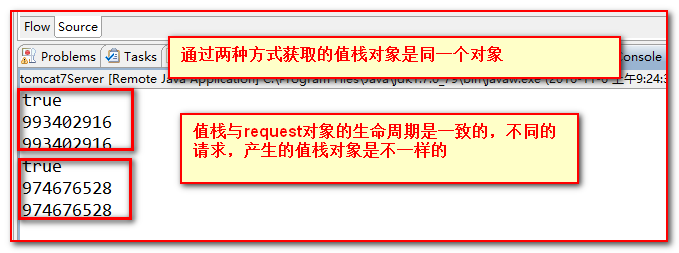 Flow Source
Problems Tasks Console
通过两种方式获取的值栈对象是同一个对象
tomcat7Server [Remote Java Application] C:\Program Files\Java\jdk1.7.0_79\bin\javaw.exe
true
993402916
993402916
值栈与request对象的生命周期是一致的，不同的
请求，产生的值栈对象是不一样的
true
974676528
974676528